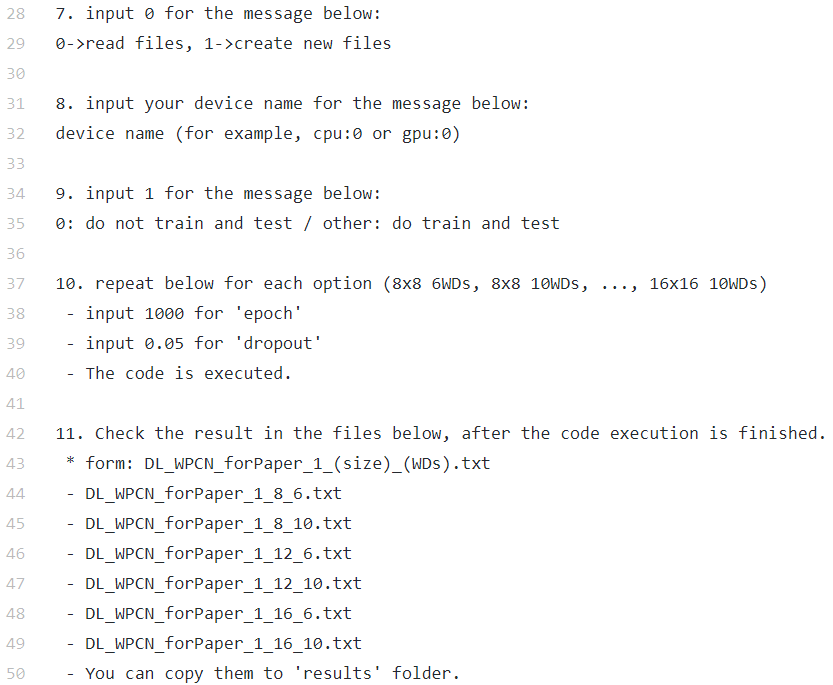 28 7. input 0 for the message below:
29 0->read files, 1->create new files
30
31 8. input your device name for the message below:
32 device name (for example, cpu:0 or gpu:0)
33
34 9. input 1 for the message below:
35 0: do not train and test / other: do train and test
36
37 10. repeat below for each option (8x8 6WDs, 8x8 10WDs, ..., 16x16 10WDs)
38 - input 1000 for 'epoch'
39 - input 0.05 for 'dropout'
40 - The code is executed.
41
42 11. Check the result in the files below, after the code execution is finished.
43 * form: DL_WPCN_forPaper_1_(size)_(WDs).txt
44 - DL_WPCN_forPaper_1_8_6.txt
45 - DL_WPCN_forPaper_1_8_10.txt
46 - DL_WPCN_forPaper_1_12_6.txt
47 - DL_WPCN_forPaper_1_12_10.txt
48 - DL_WPCN_forPaper_1_16_6.txt
49 - DL_WPCN_forPaper_1_16_10.txt
50 - You can copy them to 'results' folder.